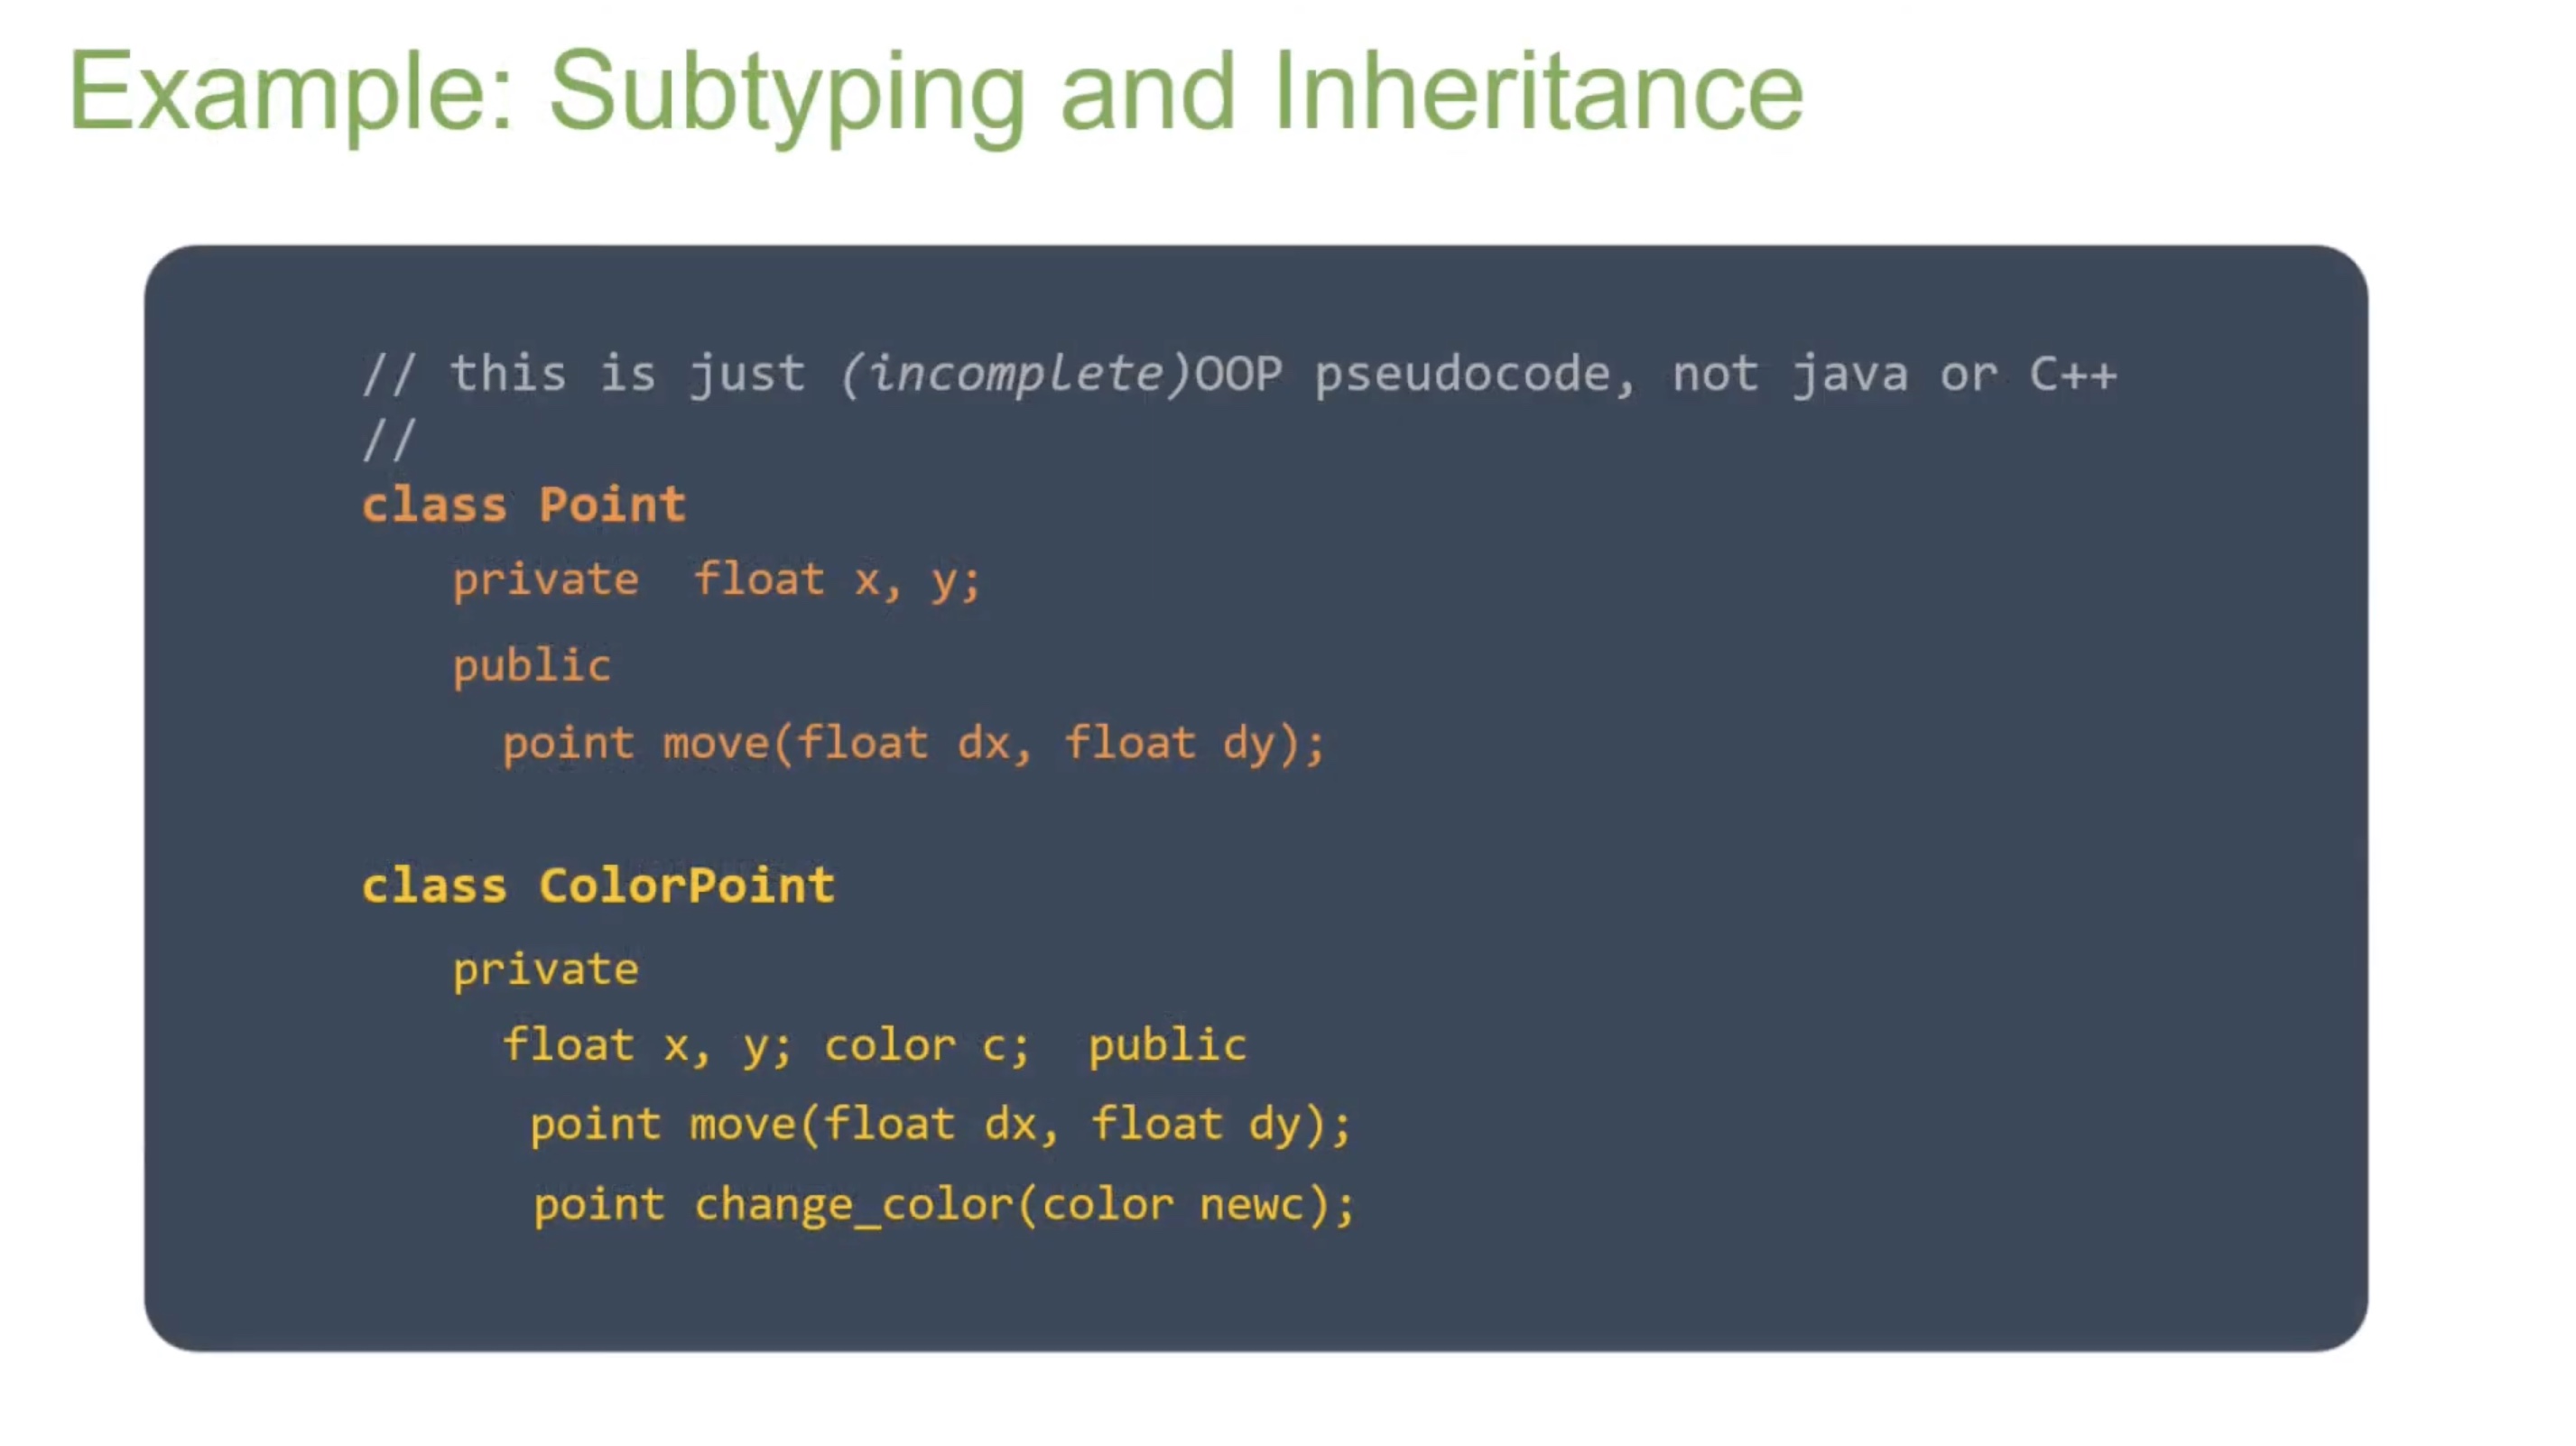 Example: Subtyping and Inheritance
// this is just (incomplete)OOP pseudocode, not java or C++
//
class Point
private  float x, y;
public
point move(float dx, float dy);
class ColorPoint
private
float x, y; color c;  public
point move(float dx, float dy);
point change_color(color newc);